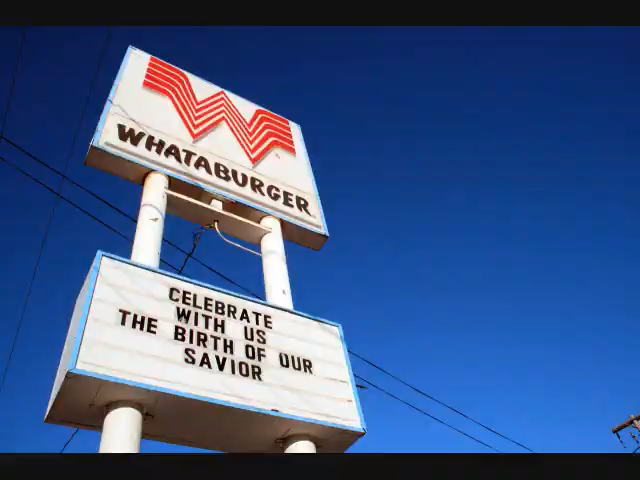 WHATABURGER
CELEBRATE
WITH US
THE BIRTH OF OUR
SAVIOR